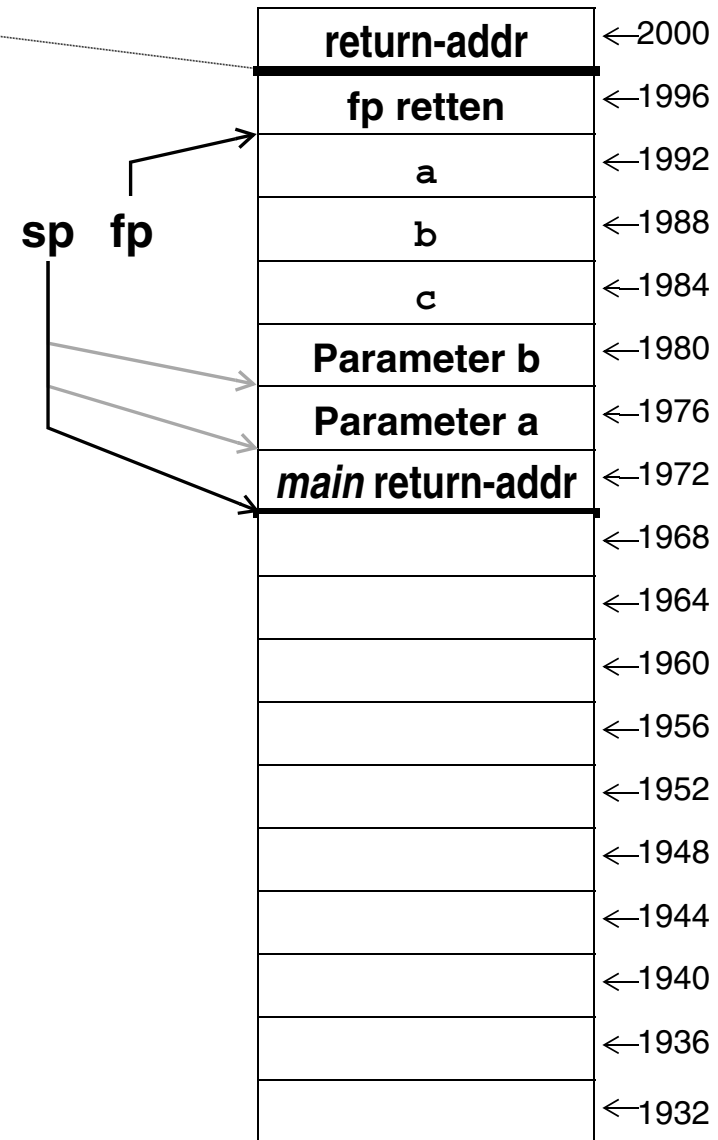 return-addr ←2000
fp retten ←1996
a ←1992
sp fp
b ←1988
c ←1984
Parameter b ←1980
Parameter a ←1976
main return-addr ←1972
←1968
←1964
←1960
←1956
←1952
←1948
←1944
←1940
←1936
←1932